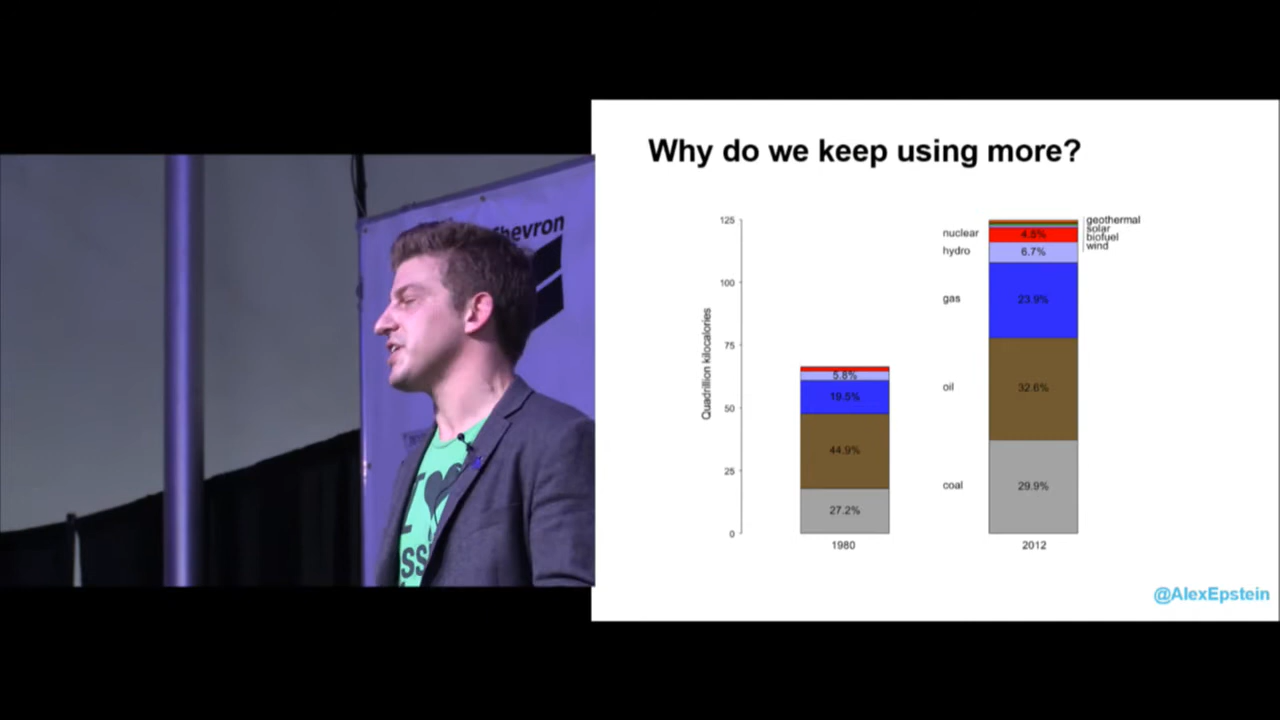 Chevron
Why do we keep using more?
125
100
75
50
25
0
Quadrillion kilocalories
5.8%
19.5%
44.9%
27.2%
1980
nuclear
hydro
gas
oil
coal
4.5%
6.7%
23.9%
32.6%
29.9%
2012
geothermal
solar
biofuel
wind
@AlexEpstein